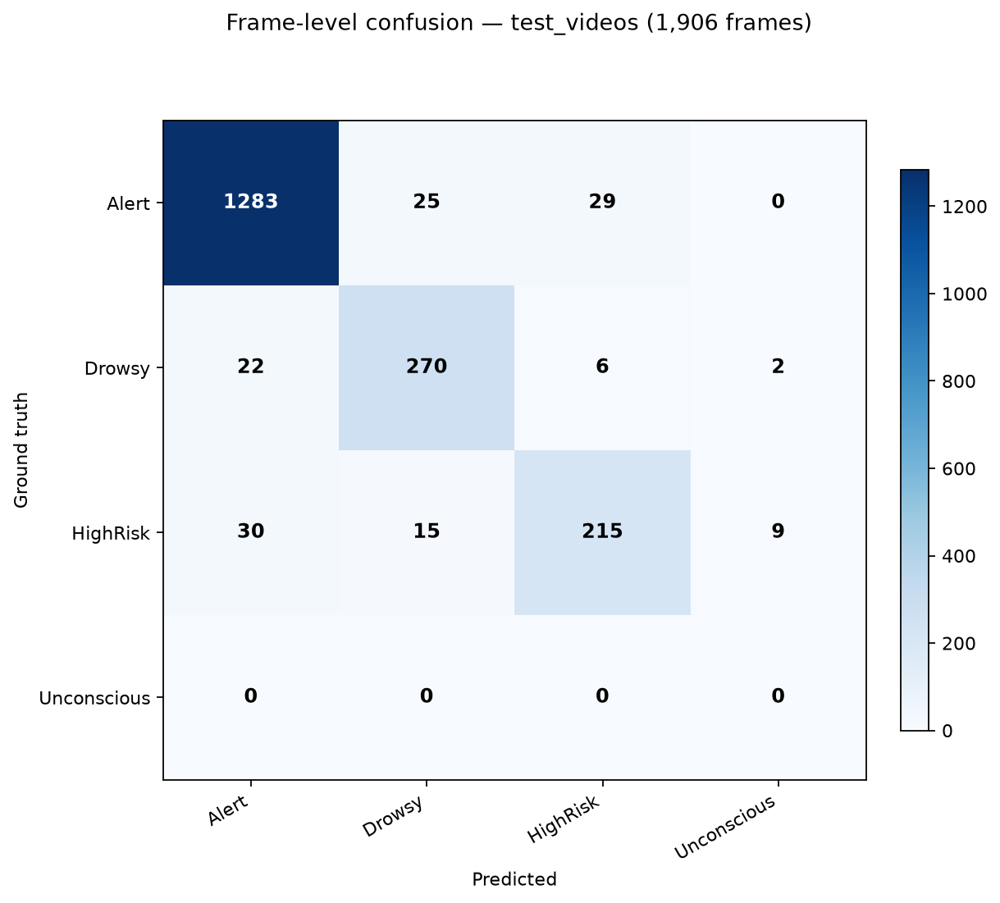 Frame-level confusion — test_videos (1,906 frames)
Ground truth
Alert 1283 25 29 0
Drowsy 22 270 6 2
HighRisk 30 15 215 9
Unconscious 0 0 0 0
Alert Drowsy HighRisk Unconscious
Predicted
1200
1000
800
600
400
200
0